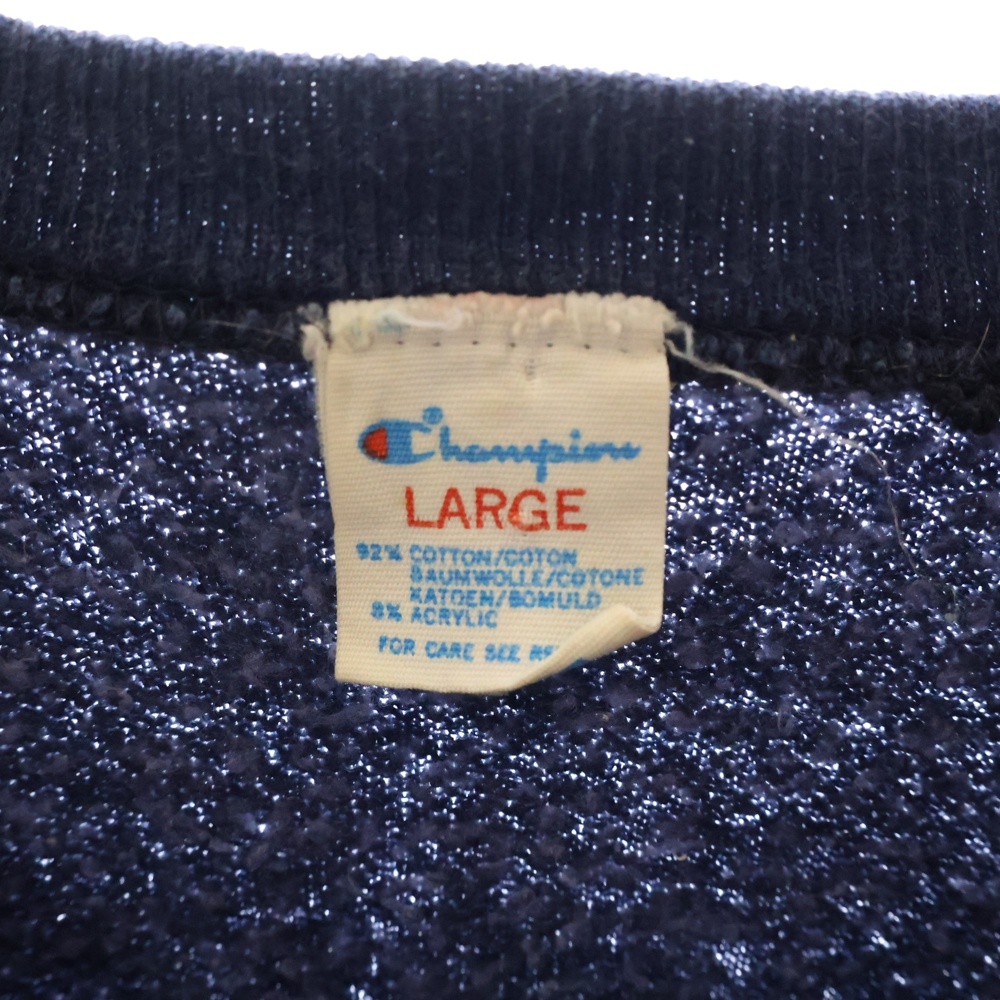 Champion
LARGE
92% COTTON/COTON
BAUMWOLLE/COTONE
KATOEN/BOMULD
8% ACRYLIC
FOR CARE SEE